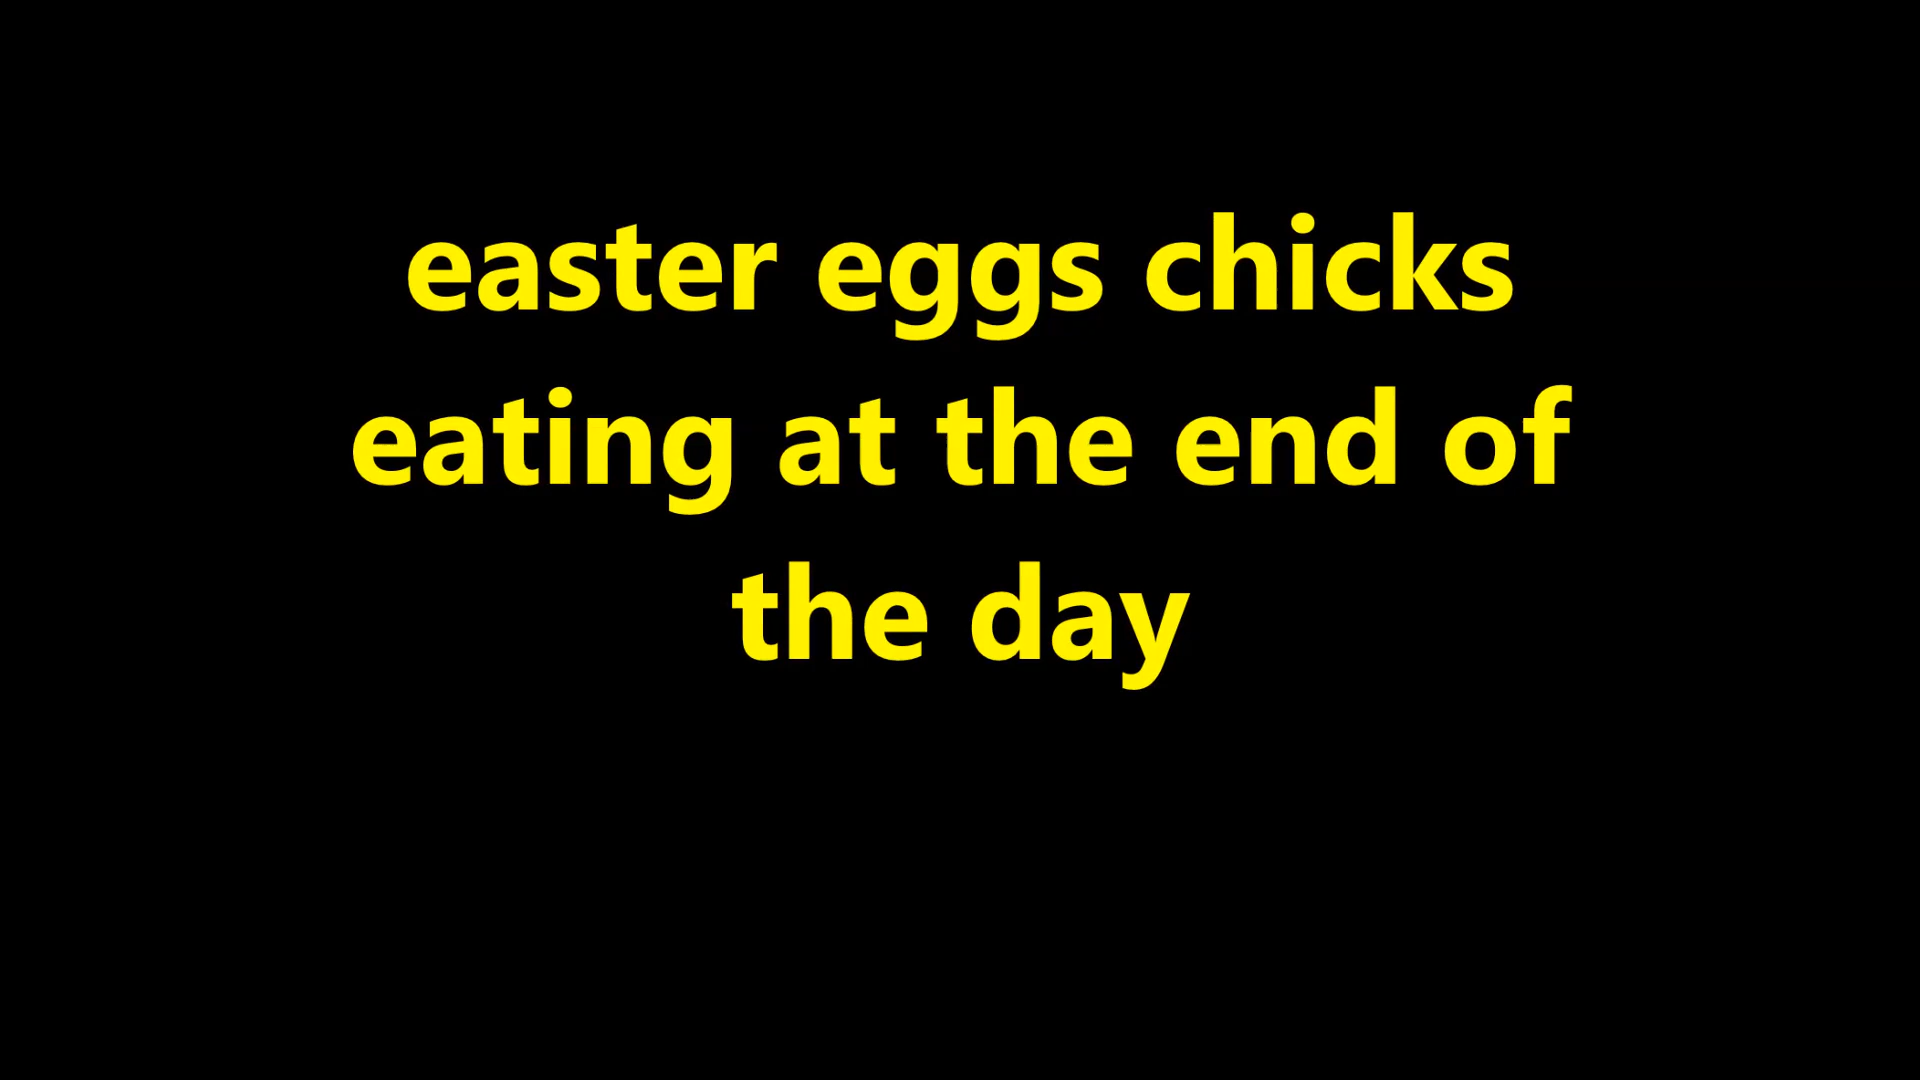 easter eggs chicks
eating at the end of
the day